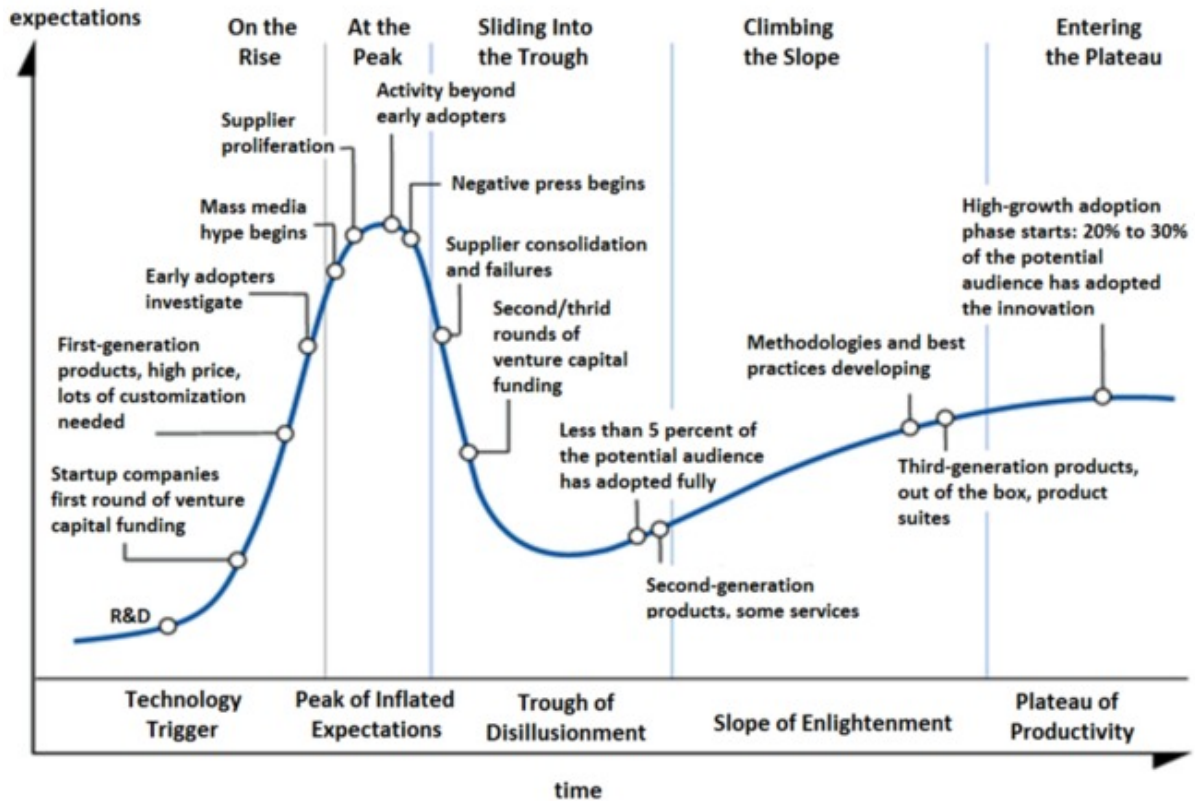 expectations
On the
Rise
At the
Peak
Sliding Into
the Trough
Climbing
the Slope
Entering
the Plateau
Activity beyond
early adopters
Supplier
proliferation
Negative press begins
Mass media
hype begins
Supplier consolidation
and failures
Early adopters
investigate
Second/thrid
rounds of
venture capital
funding
First-generation
products, high price,
lots of customization
needed
High-growth adoption
phase starts: 20% to 30%
of the potential
audience has adopted
the innovation
Methodologies and best
practices developing
Less than 5 percent of
the potential audience
has adopted fully
Startup companies
first round of venture
capital funding
Third-generation products,
out of the box, product
suites
Second-generation
products, some services
R&D
Technology
Trigger
Peak of Inflated
Expectations
Trough of
Disillusionment
Slope of Enlightenment
Plateau of
Productivity
time